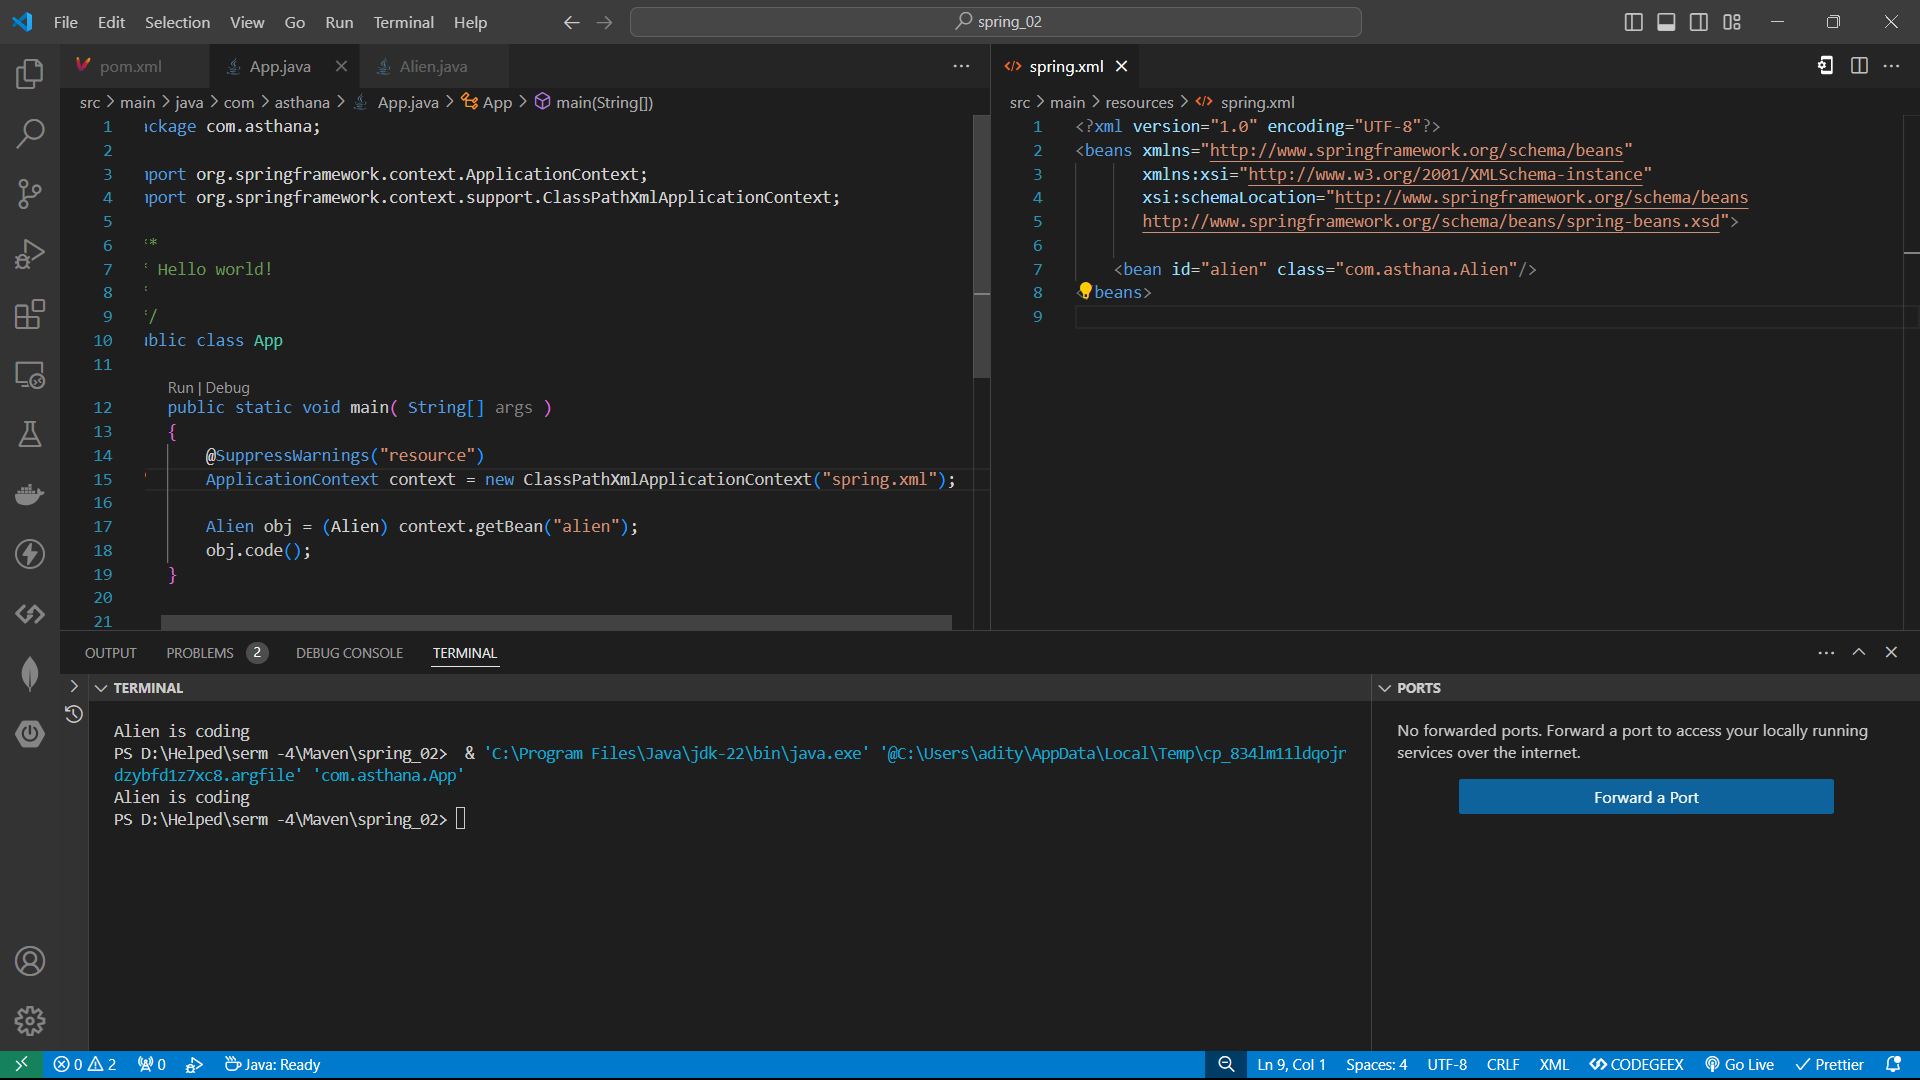 File Edit Selection View Go Run Terminal Help
spring_02
pom.xml
App.java
Alien.java
src > main > java > com > asthana > App.java > App > main(String[])
1 ackage com.asthana;
2
3 mport org.springframework.context.ApplicationContext;
4 mport org.springframework.context.support.ClassPathXmlApplicationContext;
5
6 **
7 * Hello world!
8 *
9 */
10 ublic class App
11
Run | Debug
12 public static void main( String[] args )
13 {
14 @SuppressWarnings("resource")
15 ApplicationContext context = new ClassPathXmlApplicationContext("spring.xml");
16
17 Alien obj = (Alien) context.getBean("alien");
18 obj.code();
19 }
20
21
spring.xml
src > main > resources > spring.xml
1 <?xml version="1.0" encoding="UTF-8"?>
2 <beans xmlns="http://www.springframework.org/schema/beans"
3 xmlns:xsi="http://www.w3.org/2001/XMLSchema-instance"
4 xsi:schemaLocation="http://www.springframework.org/schema/beans
5 http://www.springframework.org/schema/beans/spring-beans.xsd">
6
7 <bean id="alien" class="com.asthana.Alien"/>
8 <beans>
9
OUTPUT PROBLEMS 2 DEBUG CONSOLE TERMINAL
TERMINAL
Alien is coding
PS D:\Helped\serm -4\Maven\spring_02> & 'C:\Program Files\Java\jdk-22\bin\java.exe' '@C:\Users\adity\AppData\Local\Temp\cp_834lm11ldqojr
dzybfd1z7xc8.argfile' 'com.asthana.App'
Alien is coding
PS D:\Helped\serm -4\Maven\spring_02>
PORTS
No forwarded ports. Forward a port to access your locally running
services over the internet.
Forward a Port
0 2 0 Java: Ready
Ln 9, Col 1 Spaces: 4 UTF-8 CRLF XML CODEGEEX Go Live Prettier